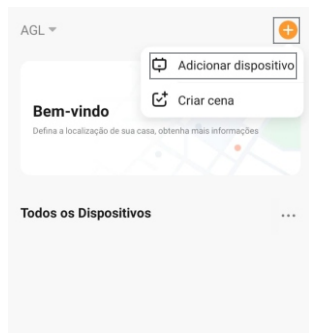 AGL
Adicionar dispositivo
Criar cena
Bem-vindo
Defina a localização de sua casa, obtenha mais informações
Todos os Dispositivos